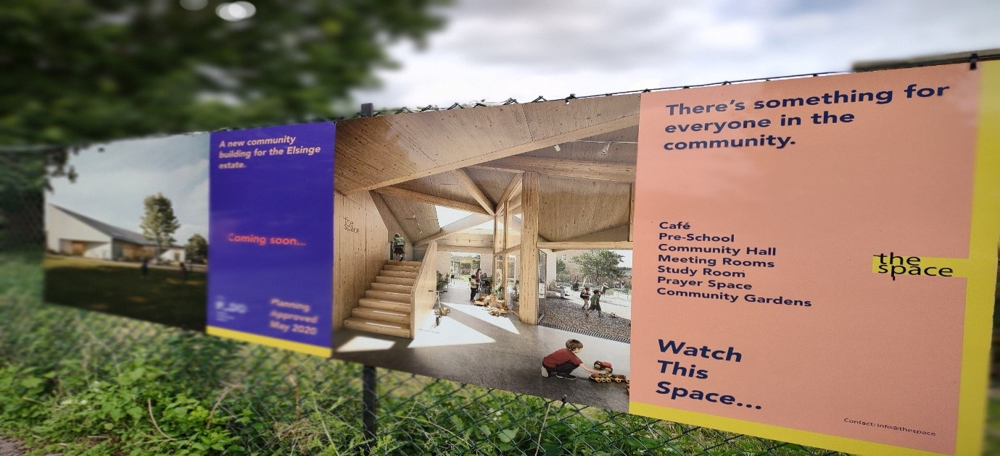 A new community
building for the Elsinge
estate.
Coming soon...
Planning
Approved
May 2020
the
space
There's something for
everyone in the
community.
Café
Pre-School
Community Hall
Meeting Rooms
Study Room
Prayer Space
Community Gardens
the
space
Watch
This
Space...
Contact: info@thespace